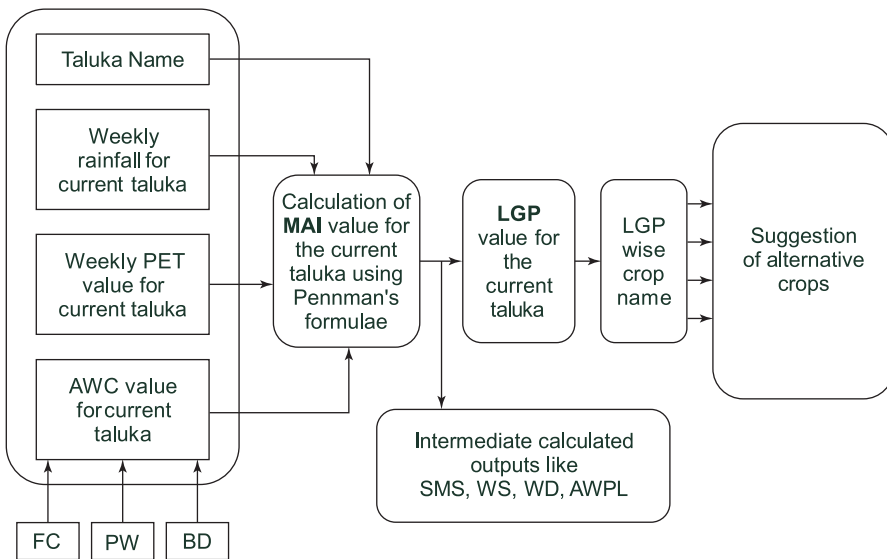 Taluka Name
Weekly
rainfall for
current taluka
Weekly PET
value for
current taluka
AWC value
for current
taluka
FC
PW
BD
Calculation of
MAI value for
the current
taluka using
Pennman's
formulae
LGP
value for
the
current
taluka
LGP
wise
crop
name
Suggestion
of alternative
crops
Intermediate calculated
outputs like
SMS, WS, WD, AWPL